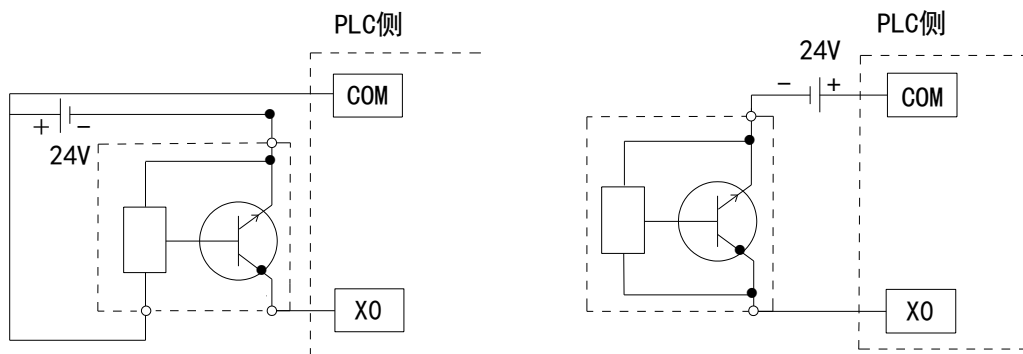 PLC侧
COM
+ -
24V
X0
PLC侧
24V
- +
COM
X0